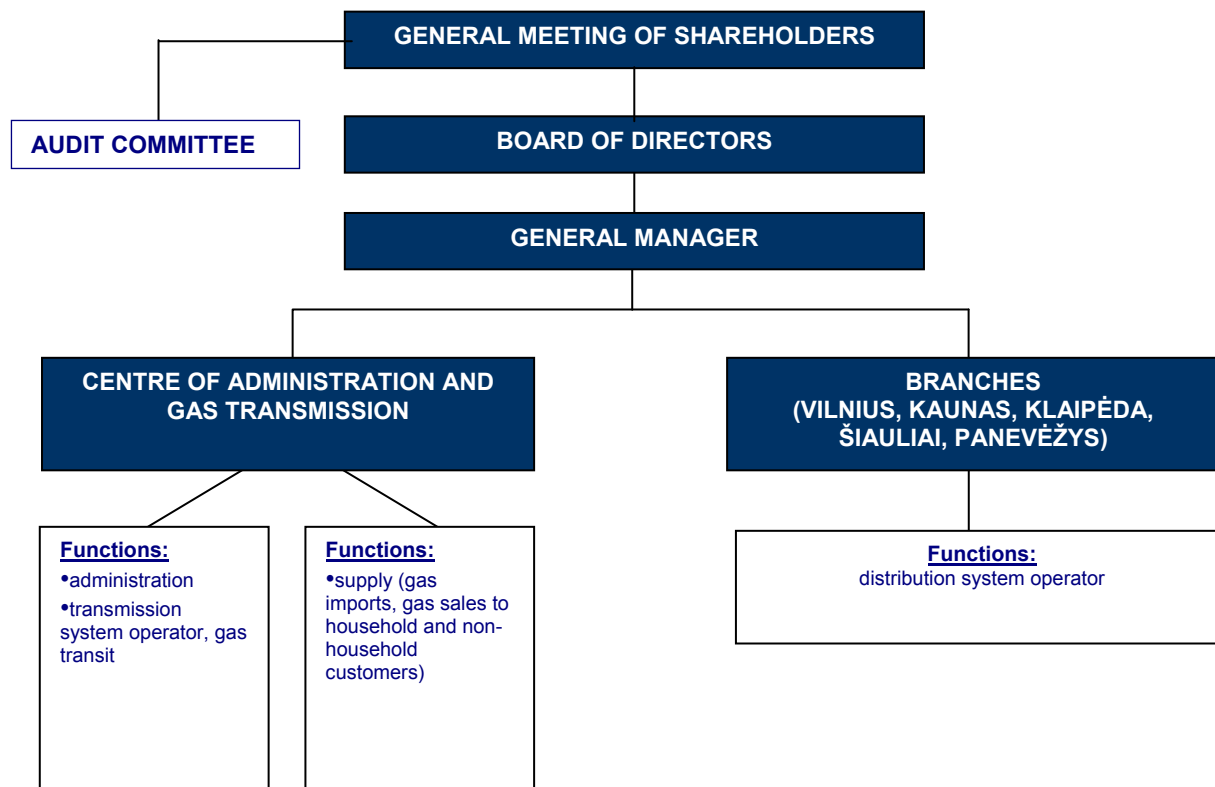 GENERAL MEETING OF SHAREHOLDERS
AUDIT COMMITTEE
BOARD OF DIRECTORS
GENERAL MANAGER
CENTRE OF ADMINISTRATION AND
GAS TRANSMISSION
BRANCHES
(VILNIUS, KAUNAS, KLAIPĖDA,
ŠIAULIAI, PANEVĖŽYS)
Functions:
•administration
•transmission
system operator, gas
transit
Functions:
•supply (gas
imports, gas sales to
household and non-
household
customers)
Functions:
distribution system operator